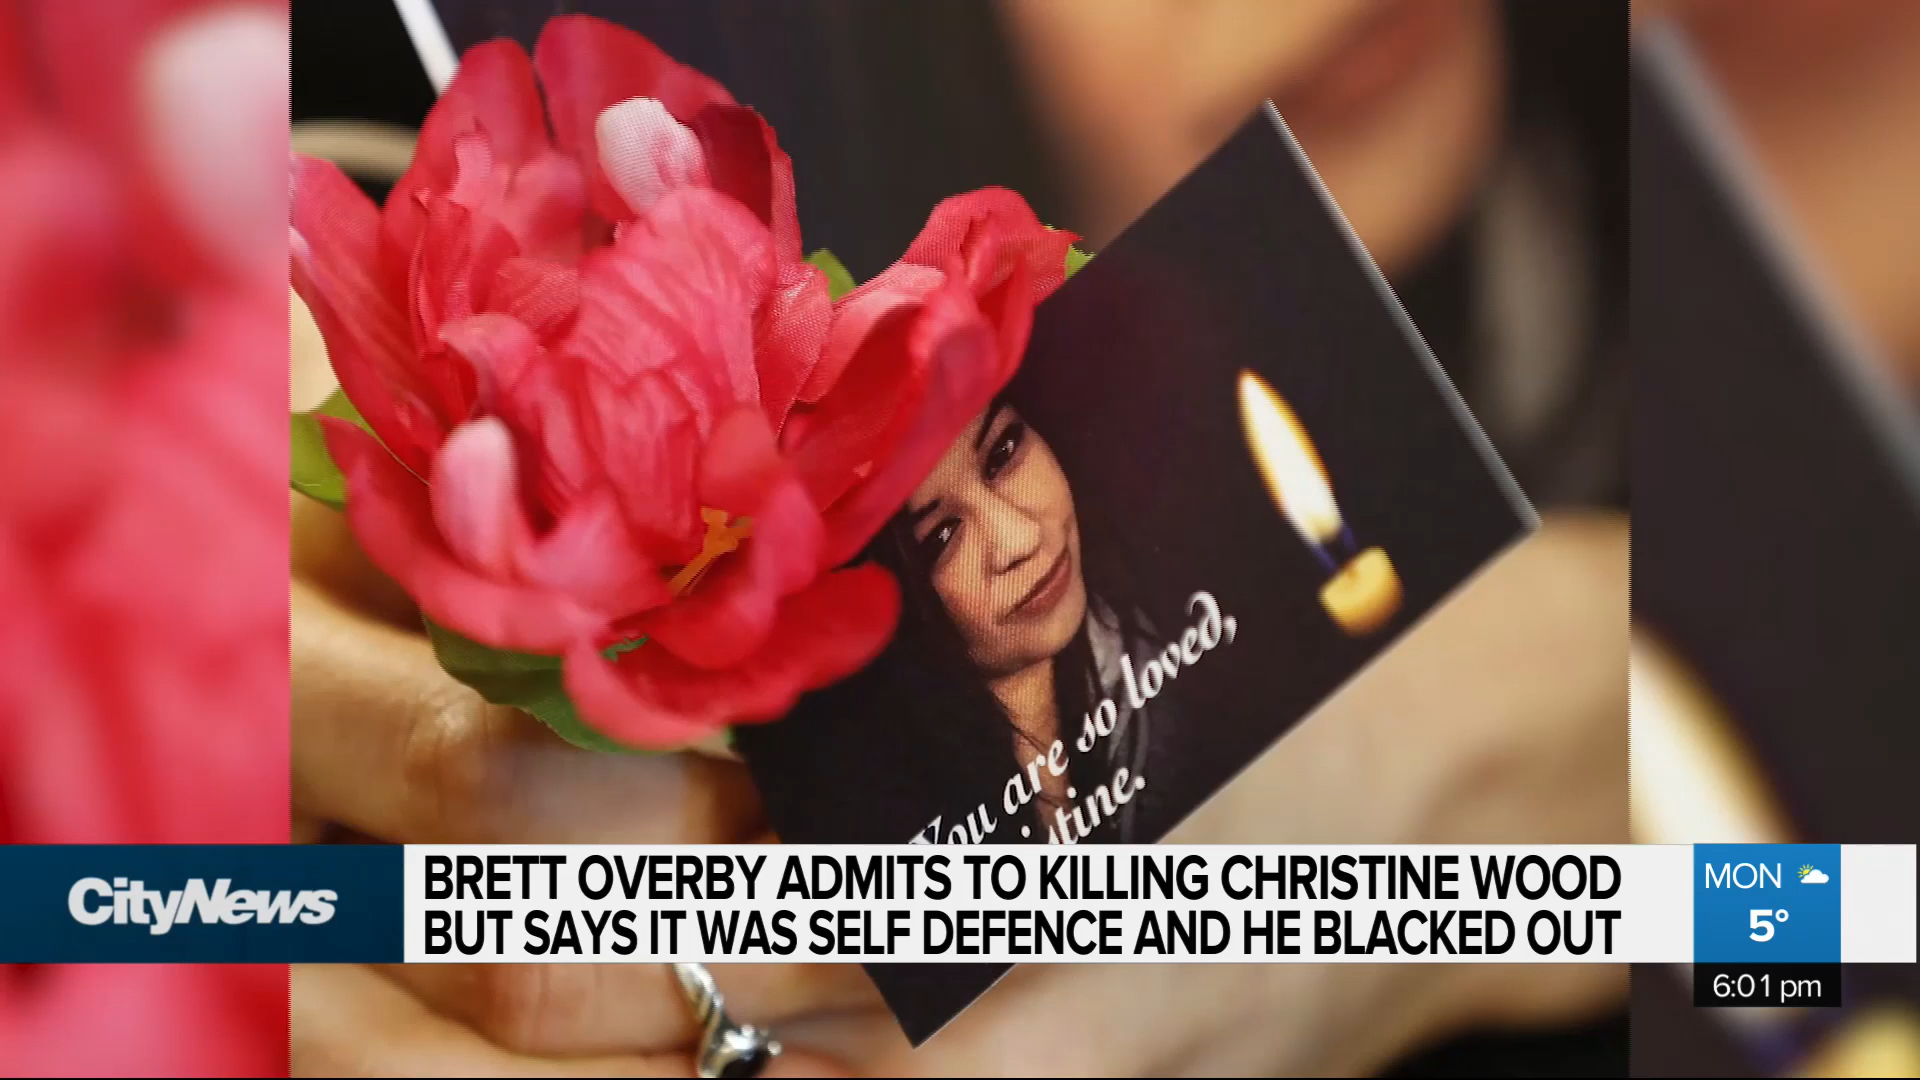 You are so loved,
stine.
CityNews
BRETT OVERBY ADMITS TO KILLING CHRISTINE WOOD
BUT SAYS IT WAS SELF DEFENCE AND HE BLACKED OUT
MON
5°
6:01 pm